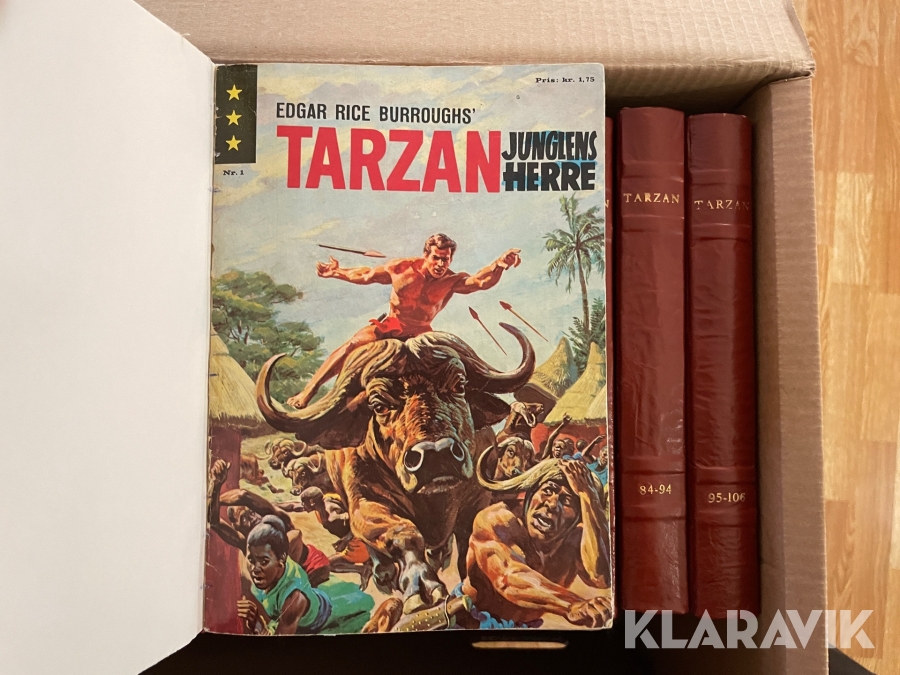 Pris: kr. 1,75
EDGAR RICE BURROUGHS'
TARZAN JUNGLENS
HERRE
Nr. 1
TARZAN
84-94
TARZAN
95-106
KLARAVIK